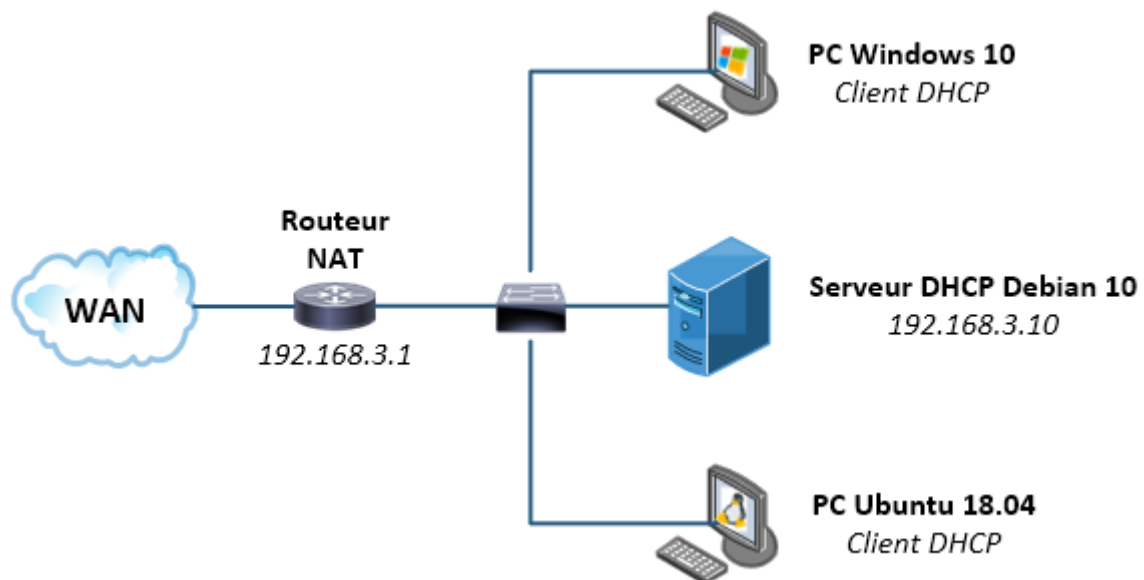 PC Windows 10
Client DHCP
Routeur
NAT
WAN
192.168.3.1
Serveur DHCP Debian 10
192.168.3.10
PC Ubuntu 18.04
Client DHCP